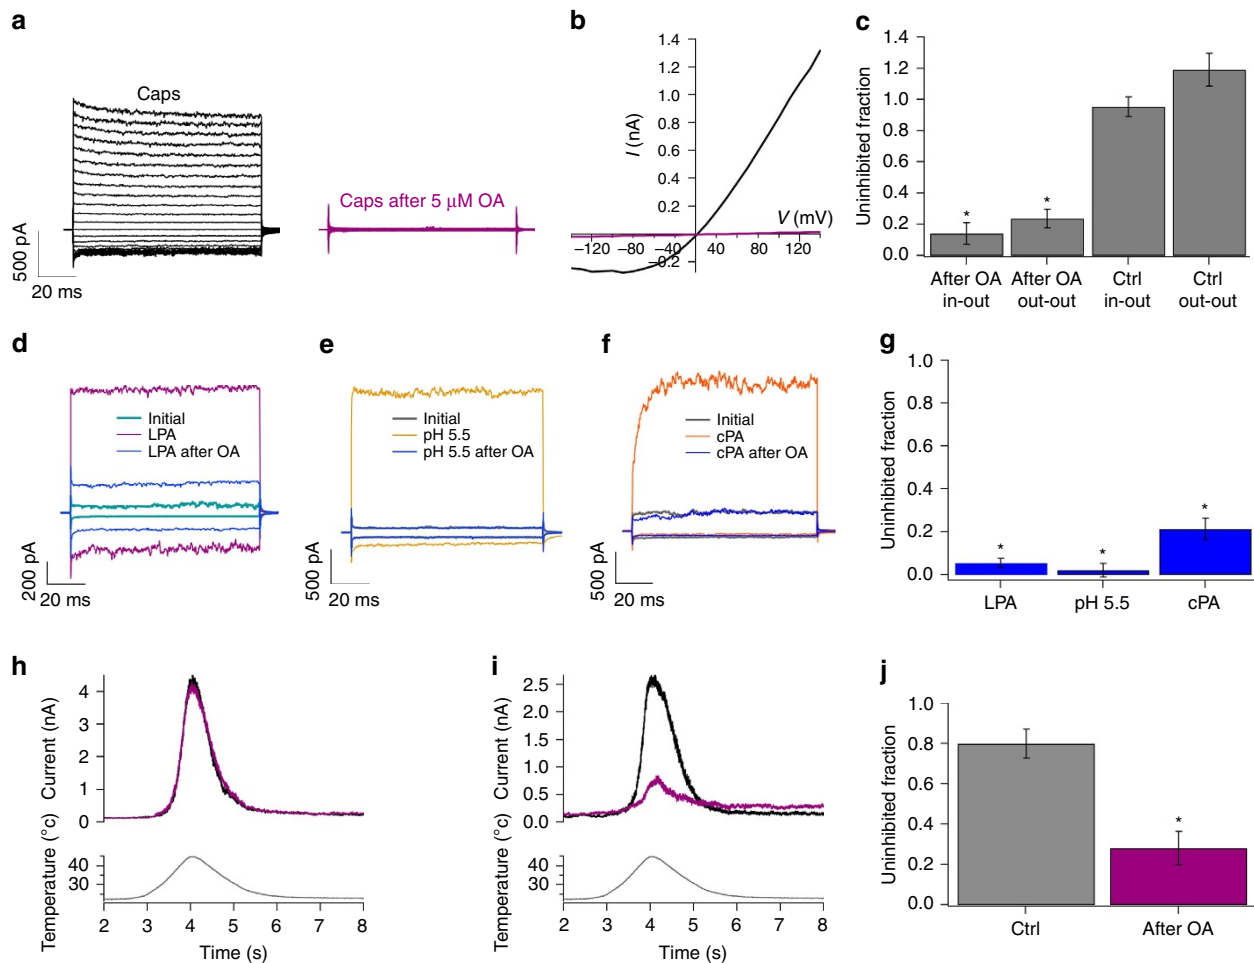 a
Caps
Caps after 5 μM OA
500 pA
20 ms
b
1.4
1.2
1.0
0.8
0.6
0.4
0.2
−0.2
I (nA)
V (mV)
−120 −80 −40 40 80 120
c
Uninhibited fraction
1.4
1.2
1.0
0.8
0.6
0.4
0.2
0.0
* *
After OA in-out
After OA out-out
Ctrl in-out
Ctrl out-out
d
Initial
LPA
LPA after OA
200 pA
20 ms
e
Initial
pH 5.5
pH 5.5 after OA
500 pA
20 ms
f
Initial
cPA
cPA after OA
500 pA
20 ms
g
Uninhibited fraction
1.0
0.8
0.6
0.4
0.2
0.0
* * *
LPA pH 5.5 cPA
h
Current (nA)
4
3
2
1
0
Temperature (°c)
40
30
2 3 4 5 6 7 8
Time (s)
i
Current (nA)
2.5
2.0
1.5
1.0
0.5
0.0
Temperature (°c)
40
30
2 3 4 5 6 7 8
Time (s)
j
Uninhibited fraction
1.0
0.8
0.6
0.4
0.2
0.0
*
Ctrl After OA